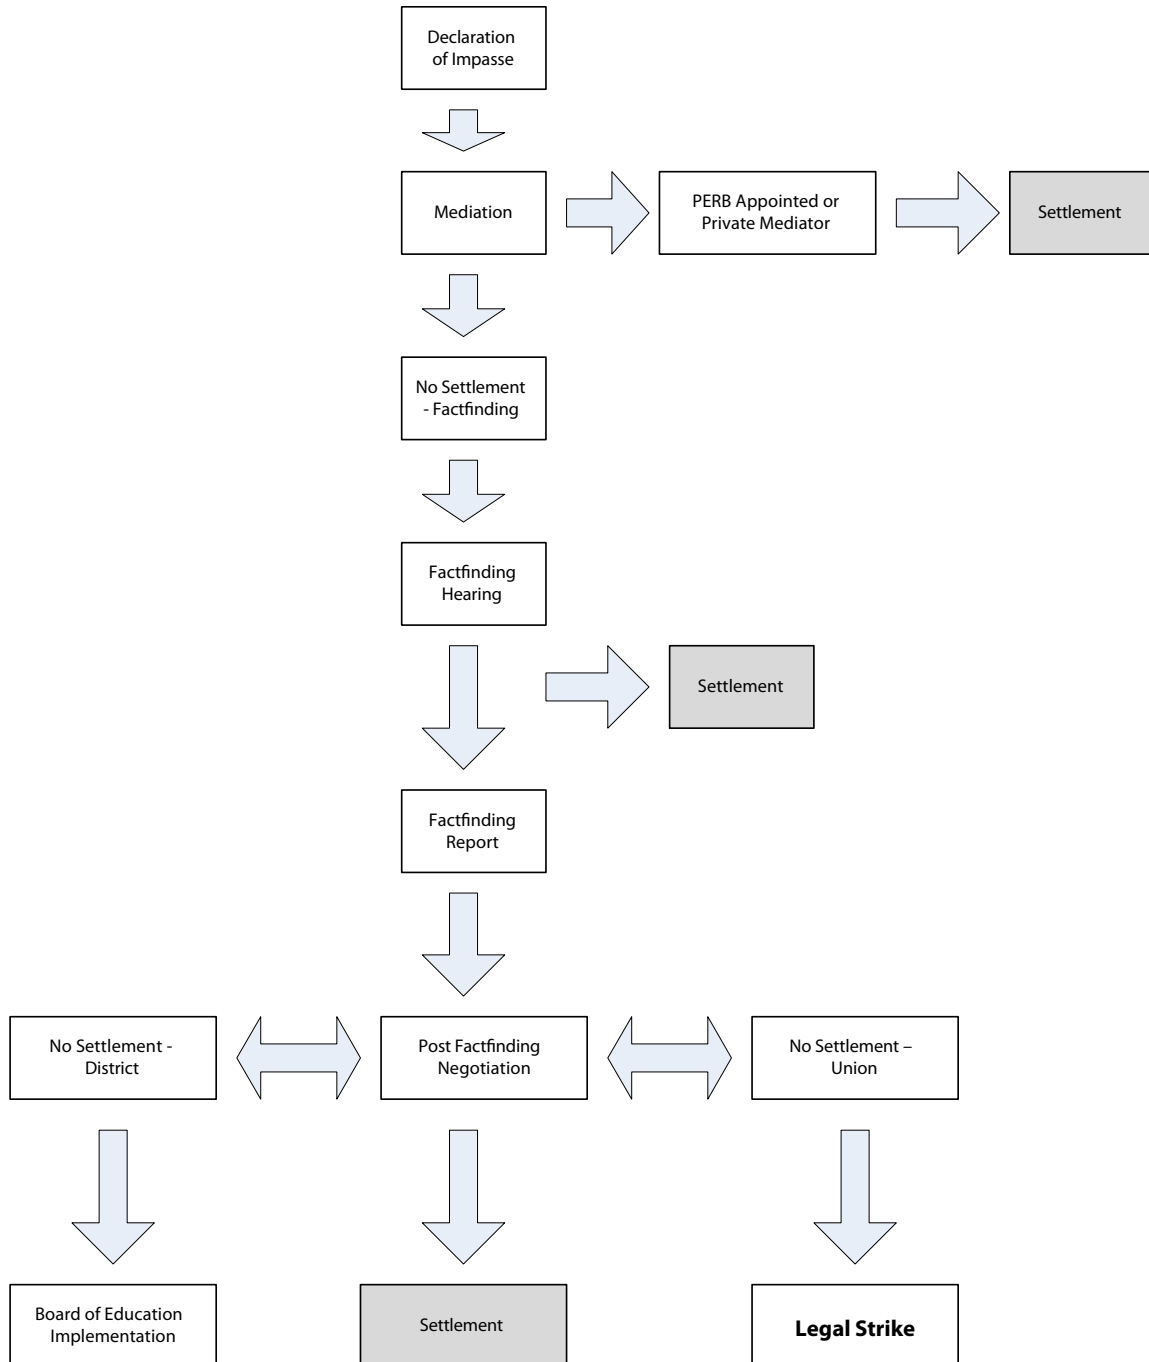 Declaration
of Impasse
Mediation
PERB Appointed or
Private Mediator
Settlement
No Settlement
- Factfinding
Factfinding
Hearing
Settlement
Factfinding
Report
No Settlement -
District
Post Factfinding
Negotiation
No Settlement –
Union
Board of Education
Implementation
Settlement
Legal Strike